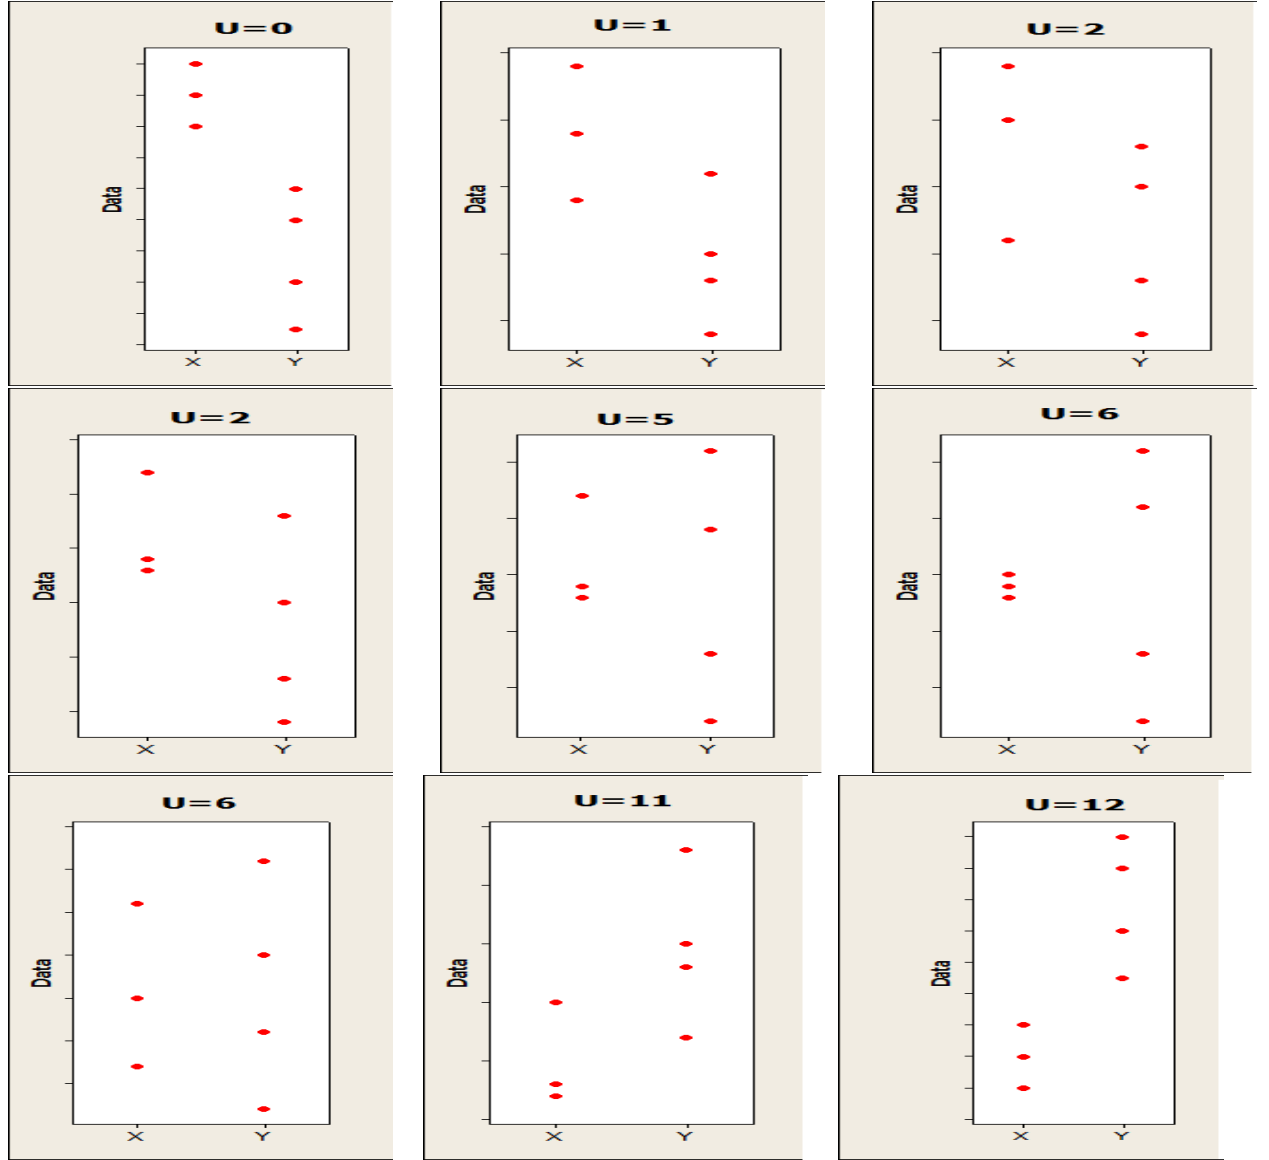 U=0
Data
X Y
U=1
Data
X Y
U=2
Data
X Y
U=2
Data
X Y
U=5
Data
X Y
U=6
Data
X Y
U=6
Data
X Y
U=11
Data
X Y
U=12
Data
X Y